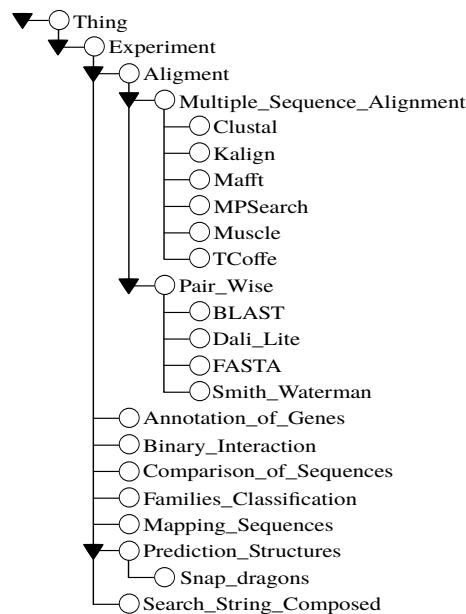 Thing
Experiment
Aligment
Multiple_Sequence_Alignment
Clustal
Kalign
Mafft
MPSearch
Muscle
TCoffe
Pair_Wise
BLAST
Dali_Lite
FASTA
Smith_Waterman
Annotation_of_Genes
Binary_Interaction
Comparison_of_Sequences
Families_Classification
Mapping_Sequences
Prediction_Structures
Snap_dragons
Search_String_Composed